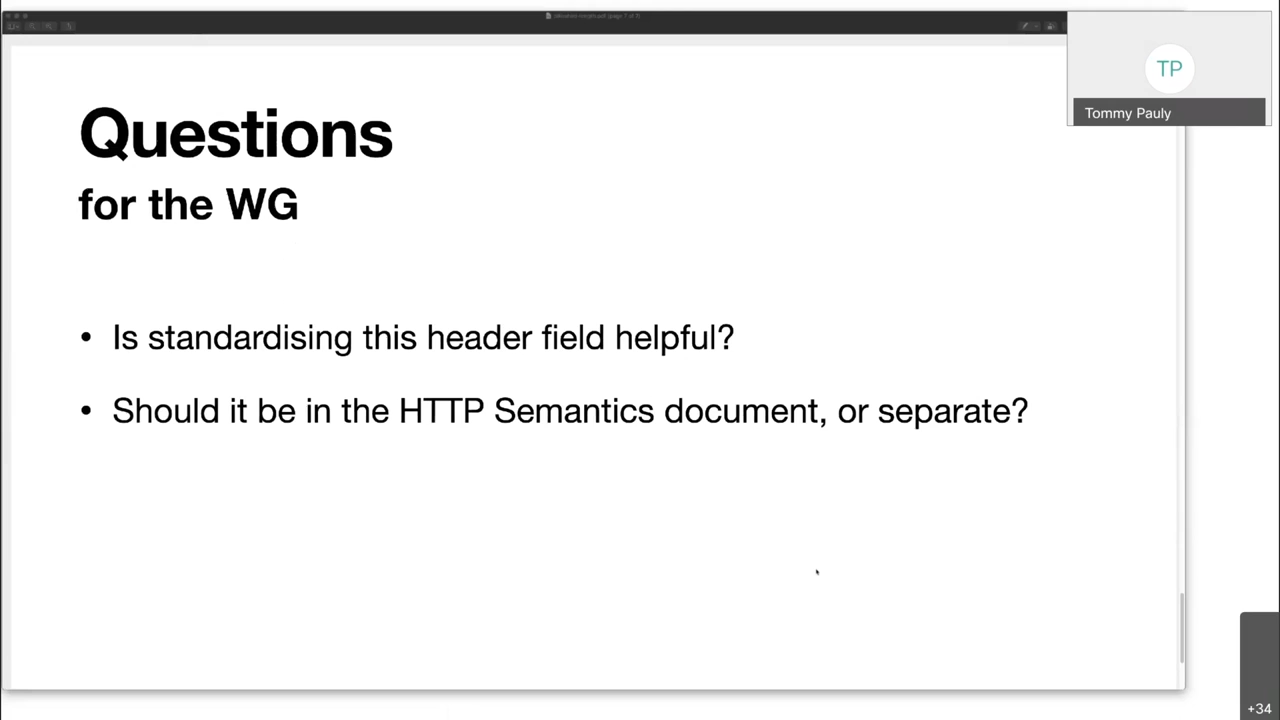 TP
Tommy Pauly
Questions
for the WG
• Is standardising this header field helpful?
• Should it be in the HTTP Semantics document, or separate?
+34